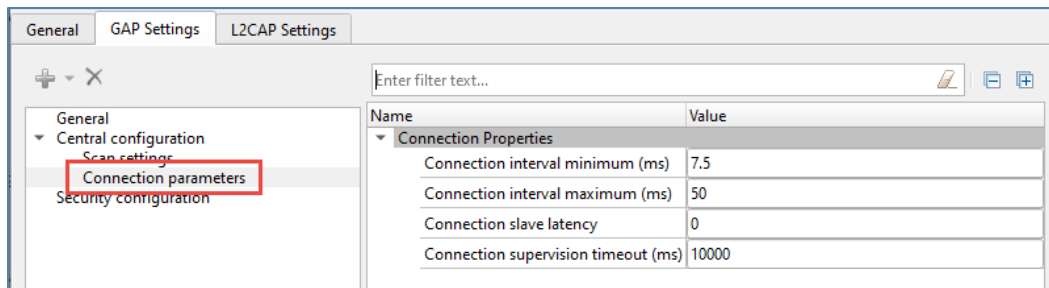 General GAP Settings L2CAP Settings
Enter filter text...
General
Central configuration
Scan settings
Connection parameters
Security configuration
Name Value
Connection Properties
Connection interval minimum (ms) 7.5
Connection interval maximum (ms) 50
Connection slave latency 0
Connection supervision timeout (ms) 10000